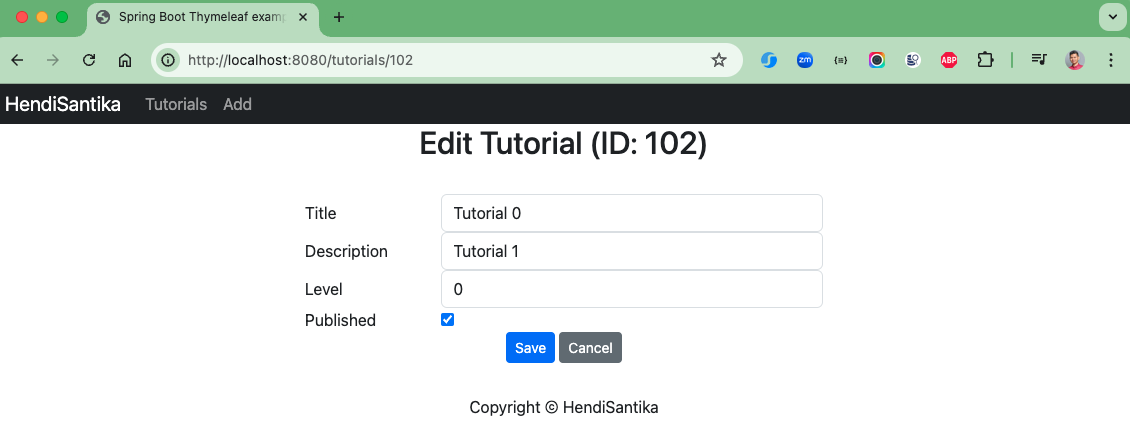 Spring Boot Thymeleaf examp
http://localhost:8080/tutorials/102
zm
ABP
HendiSantika Tutorials Add
Edit Tutorial (ID: 102)
Title Tutorial 0
Description Tutorial 1
Level 0
Published
Save Cancel
Copyright © HendiSantika